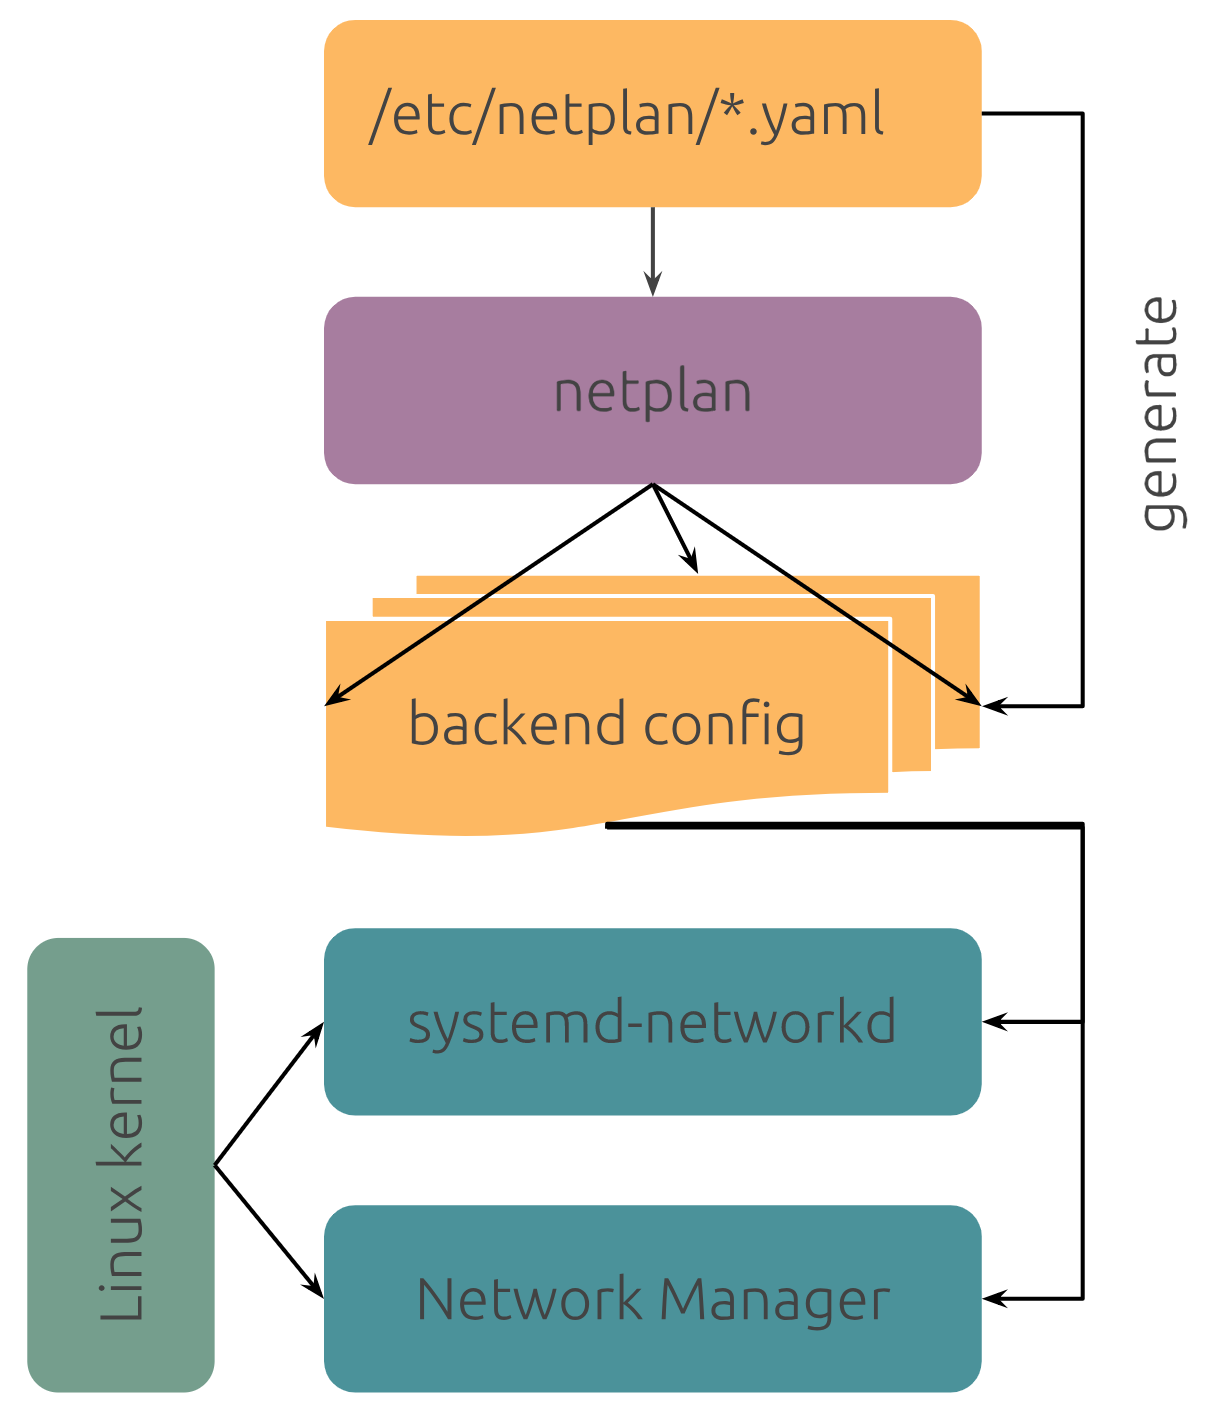 /etc/netplan/*.yaml
netplan
generate
backend config
systemd-networkd
Linux kernel
Network Manager